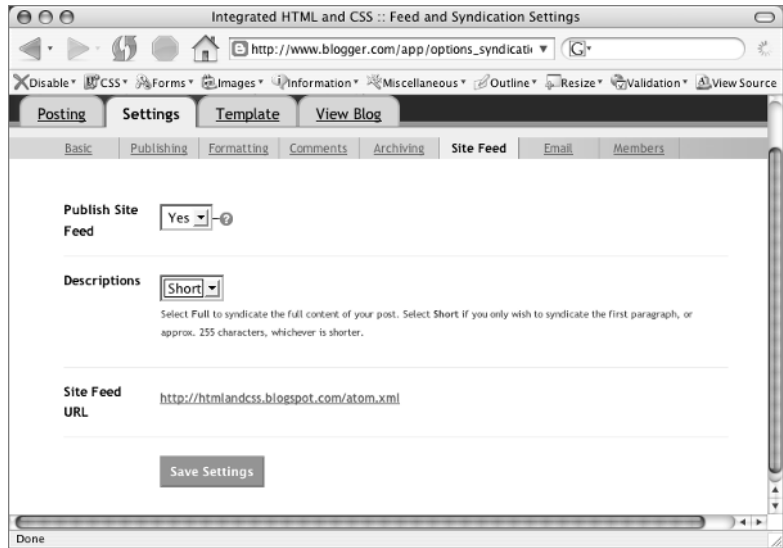 Integrated HTML and CSS :: Feed and Syndication Settings
http://www.blogger.com/app/options_syndicati
G
Disable CSS Forms Images Information Miscellaneous Outline Resize Validation View Source
Posting Settings Template View Blog
Basic Publishing Formatting Comments Archiving Site Feed Email Members
Publish Site Feed
Yes
?
Descriptions
Short
Select Full to syndicate the full content of your post. Select Short if you only wish to syndicate the first paragraph, or
approx. 255 characters, whichever is shorter.
Site Feed
URL
http://htmlandcss.blogspot.com/atom.xml
Save Settings
Done